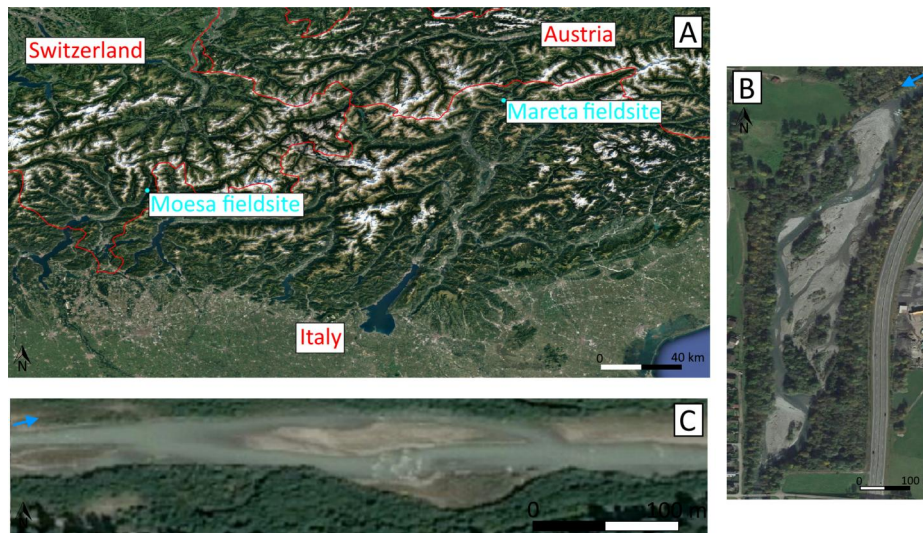 Switzerland
Austria
A
Mareta fieldsite
Moesa fieldsite
Italy
N
0 40 km
B
N
0 100
C
N
0 100 m